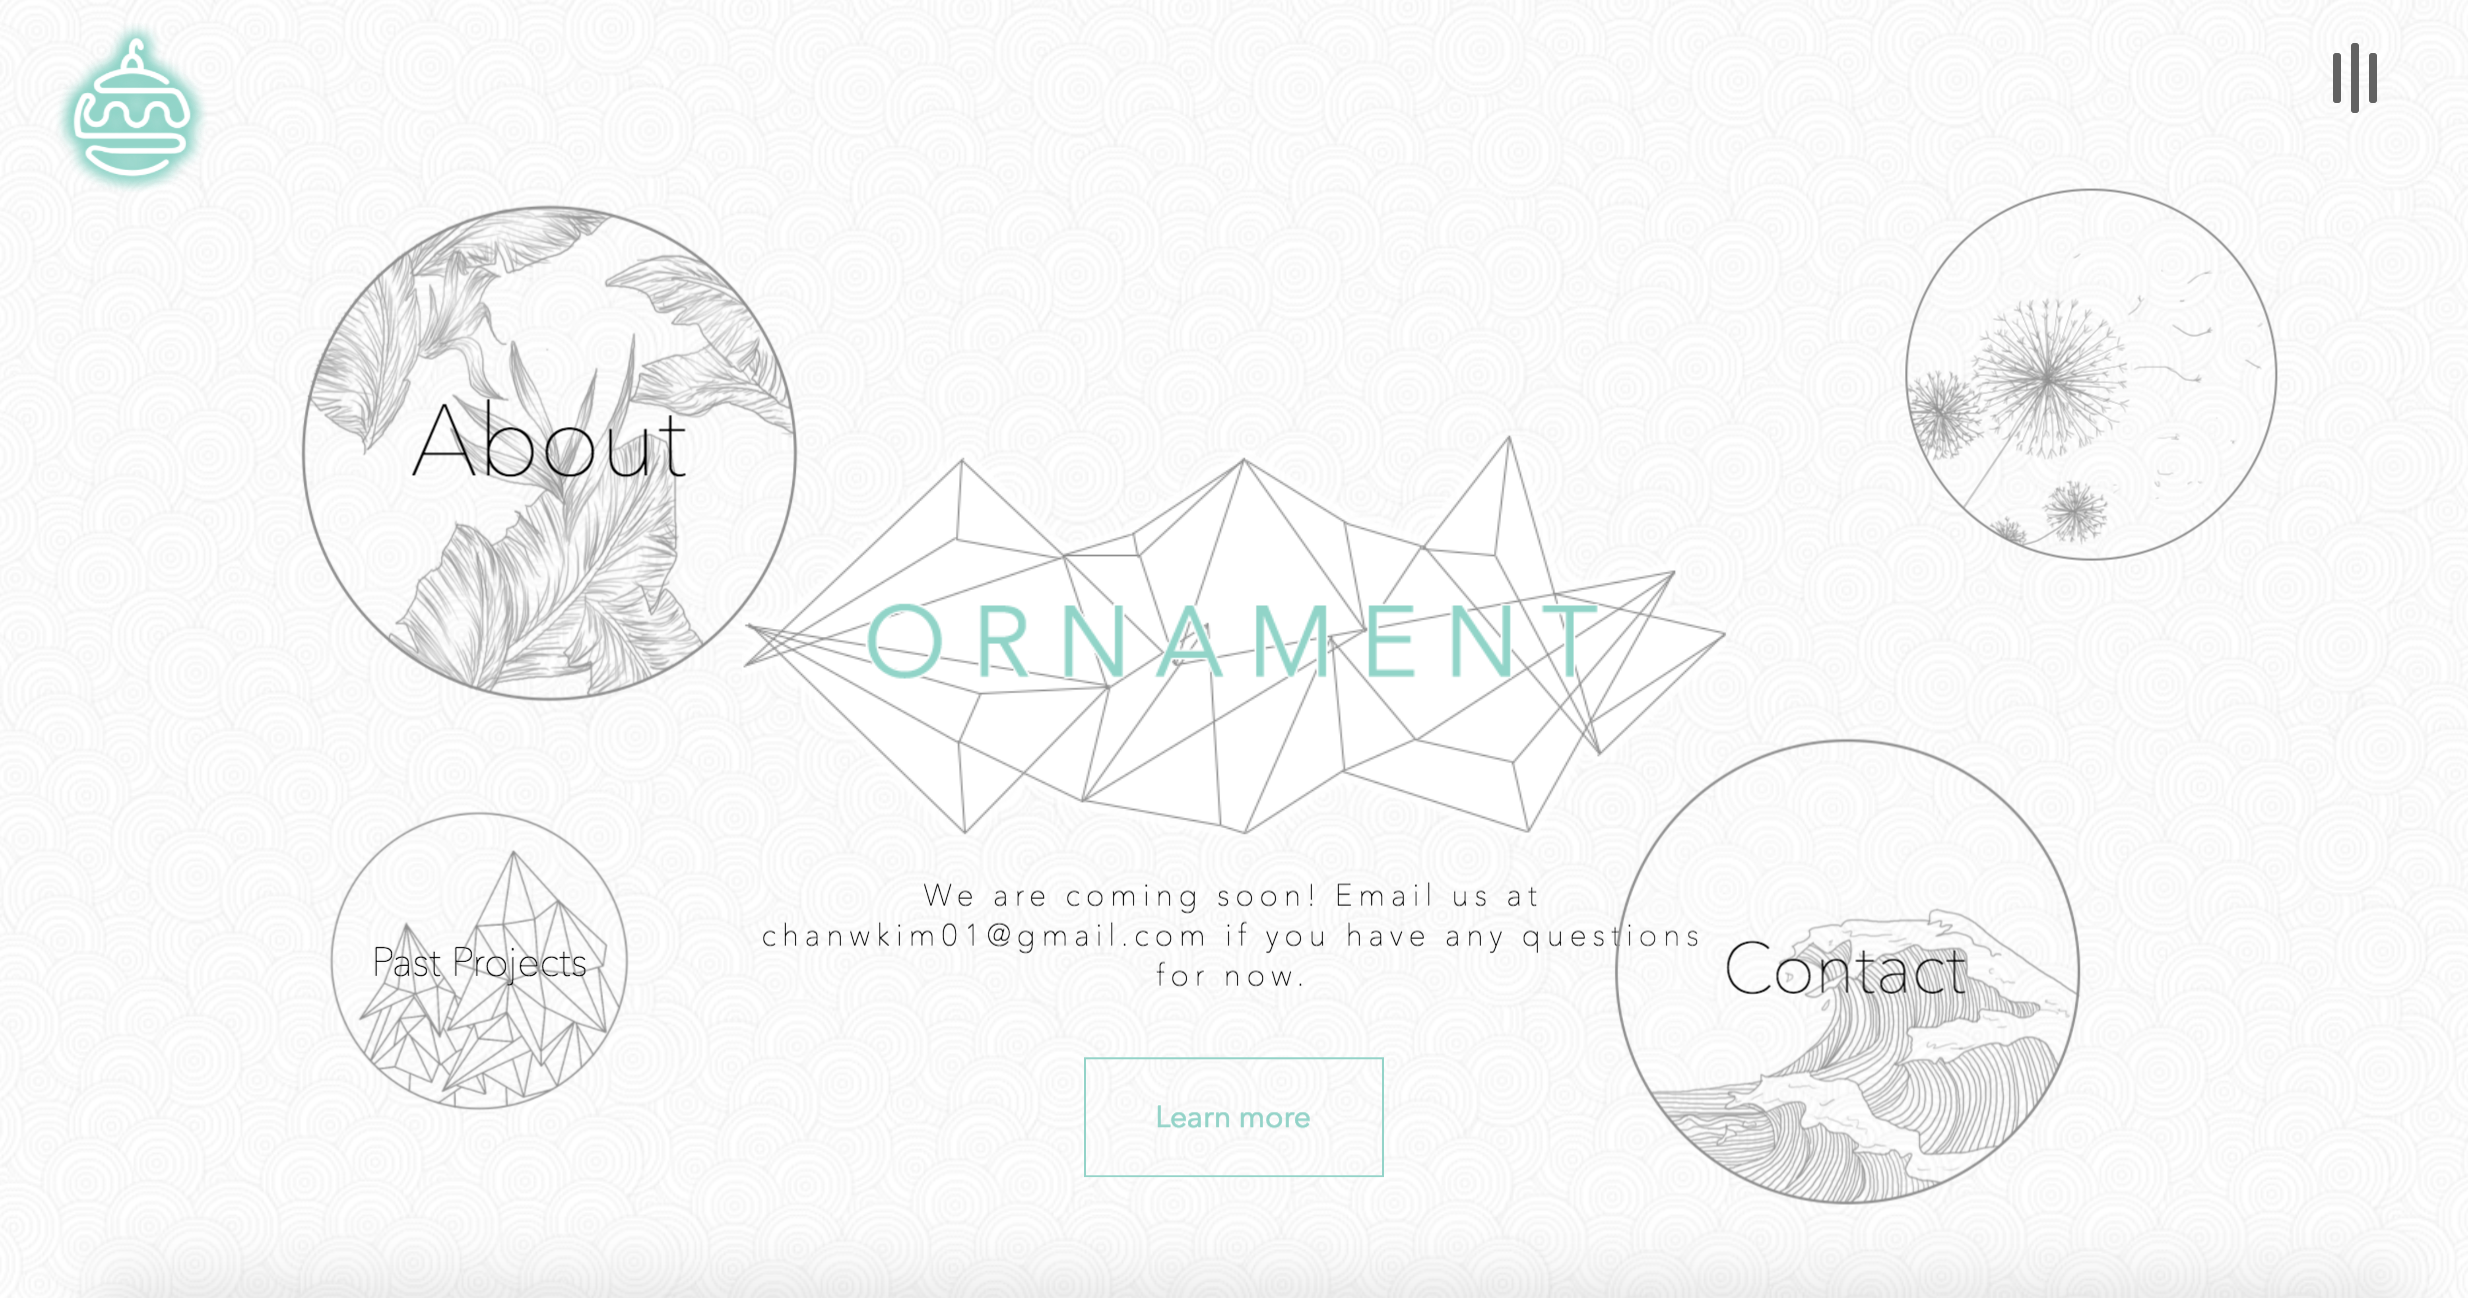 About
ORNAMENT
We are coming soon! Email us at
chanwkim01@gmail.com if you have any questions
for now.
Past Projects
Contact
Learn more